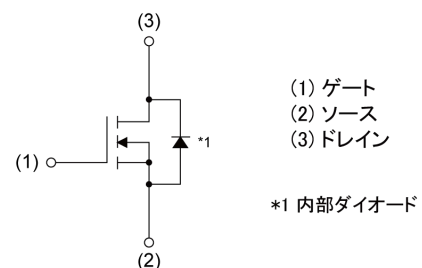 (3)
(1)
*1
(2)
(1) ゲート
(2) ソース
(3) ドレイン
*1 内部ダイオード